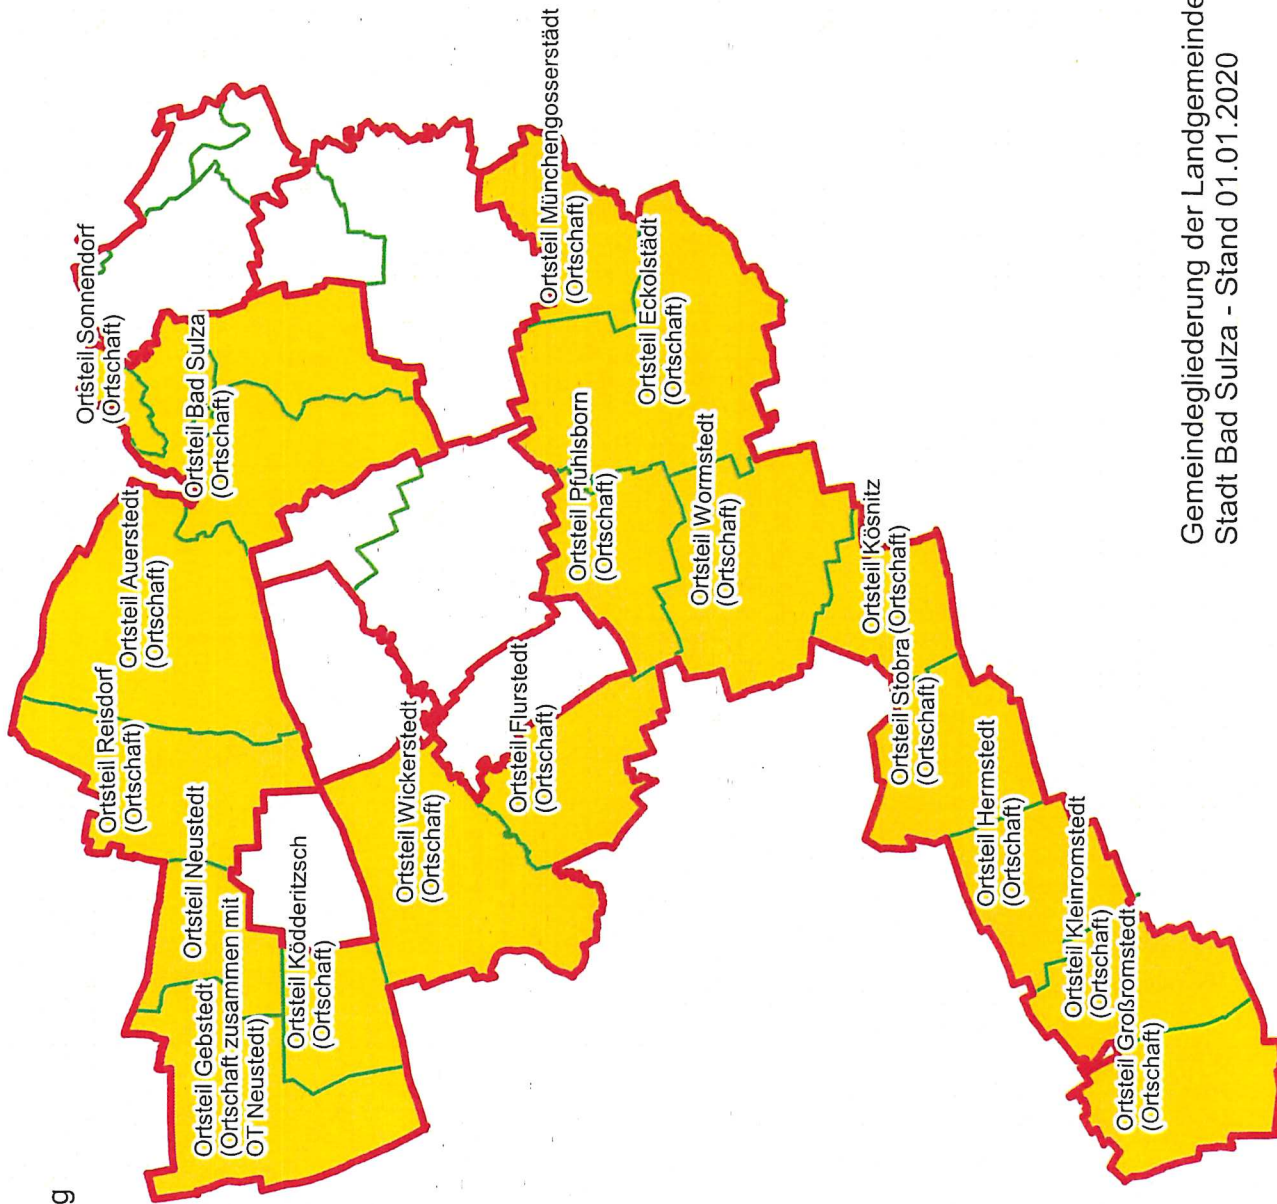 g
Ortsteil Gebstedt
(Ortschaft zusammen mit
OT Neustedt)
Ortsteil Neustedt
Ortsteil Ködderitzsch
(Ortschaft)
Ortsteil Reisdorf
(Ortschaft)
Ortsteil Auerstedt
(Ortschaft)
Ortsteil Sonnendorf
(Ortschaft)
Ortsteil Bad Sulza
(Ortschaft)
Ortsteil Wickerstedt
(Ortschaft)
Ortsteil Flurstedt
(Ortschaft)
Ortsteil Pfuhlsborn
(Ortschaft)
Ortsteil Münchengosserstädt
(Ortschaft)
Ortsteil Eckolstädt
(Ortschaft)
Ortsteil Wormstedt
(Ortschaft)
Ortsteil Kösnitz
(Ortschaft)
Ortsteil Stobra
(Ortschaft)
Ortsteil Hermstedt
(Ortschaft)
Ortsteil Kleinromstedt
(Ortschaft)
Ortsteil Großromstedt
(Ortschaft)
Gemeindegliederung der Landgemeinde
Stadt Bad Sulza - Stand 01.01.2020